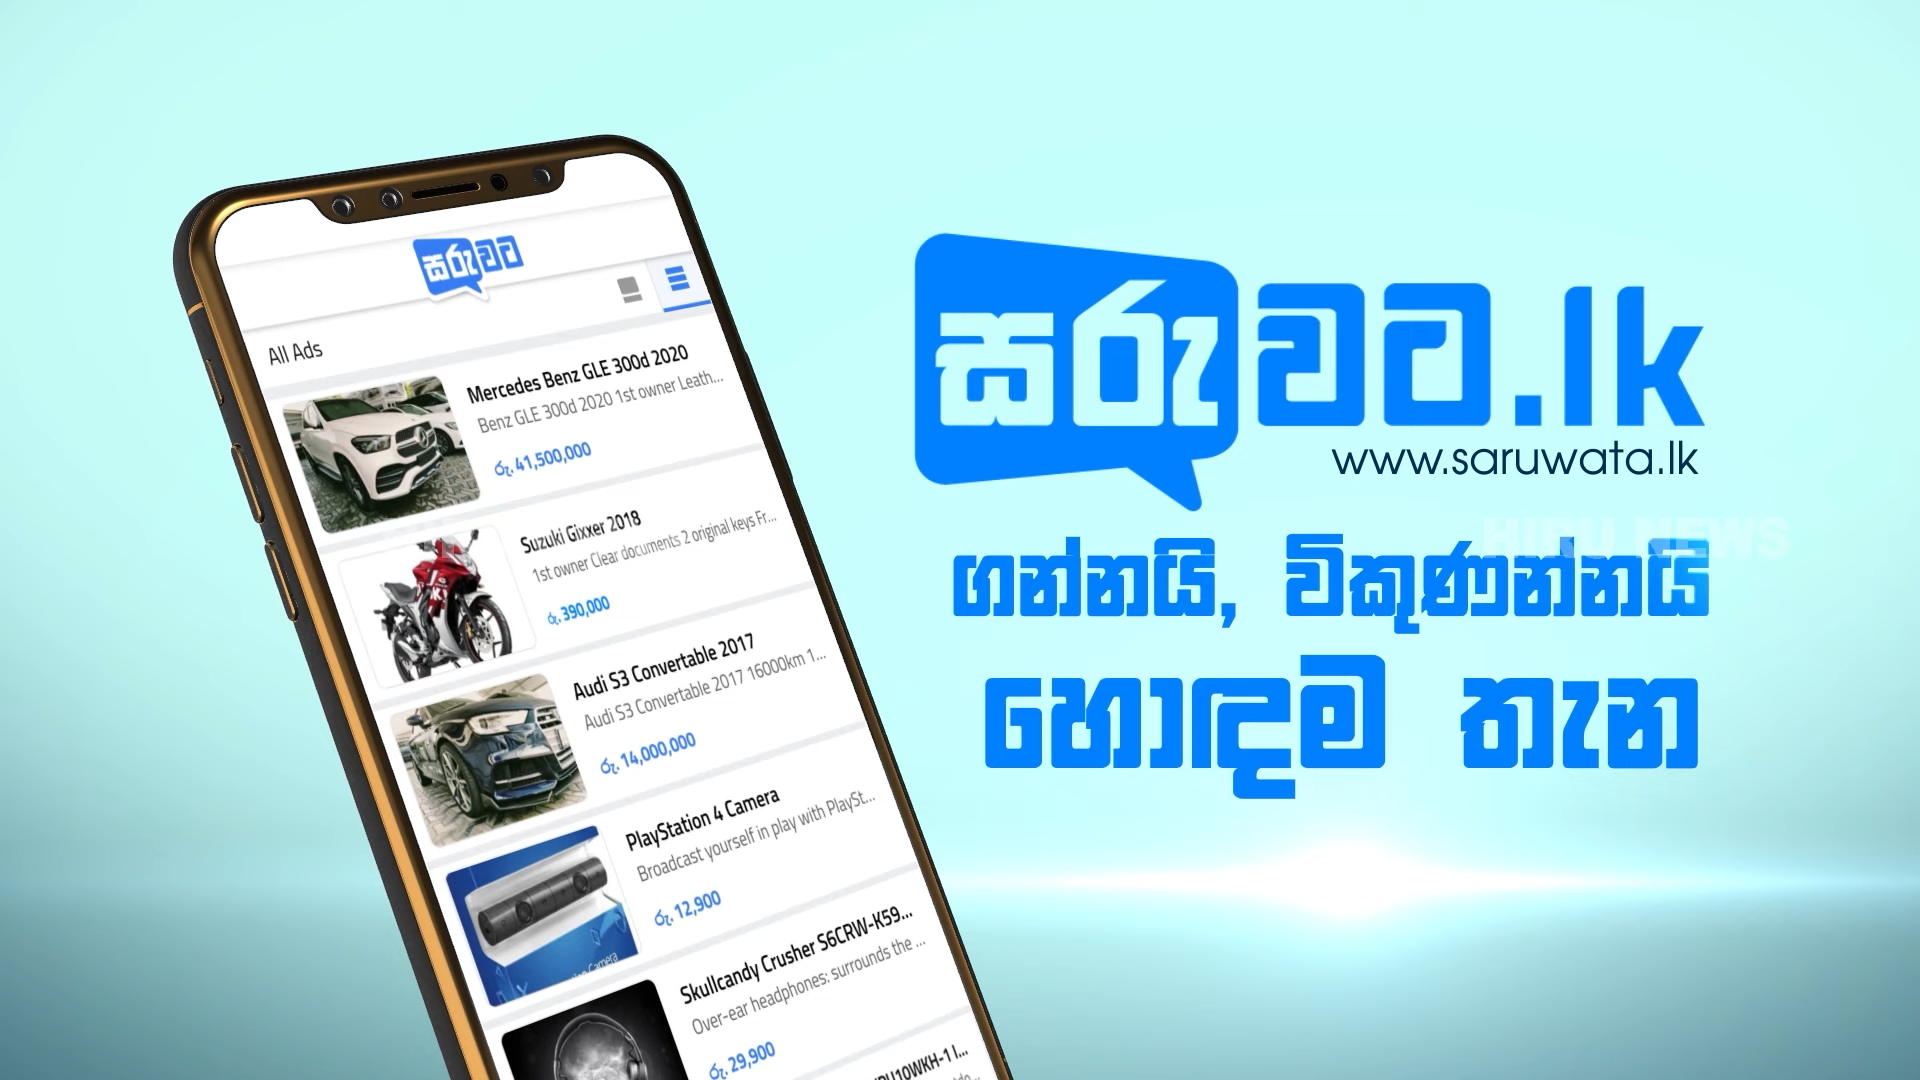 සරුවට
All Ads
Mercedes Benz GLE 300d 2020
Benz GLE 300d 2020 1st owner Leath...
රු. 41,500,000
Suzuki Gixxer 2018
1st owner Clear documents 2 original keys Fr...
රු. 390,000
Audi S3 Convertable 2017
Audi S3 Convertable 2017 16000km 1...
රු. 14,000,000
PlayStation 4 Camera
Broadcast yourself in play with PlaySt...
රු. 12,900
Skullcandy Crusher S6CRW-K59...
Over-ear headphones: surrounds the ...
රු. 29,900
සරුවට.lk
www.saruwata.lk
HIRU NEWS
ගන්නයි, විකුණන්නයි
හොඳම තැන